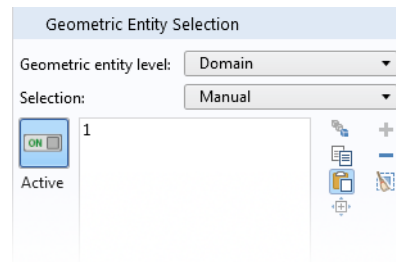 Geometric Entity Selection
Geometric entity level: Domain
Selection: Manual
ON
1
Active